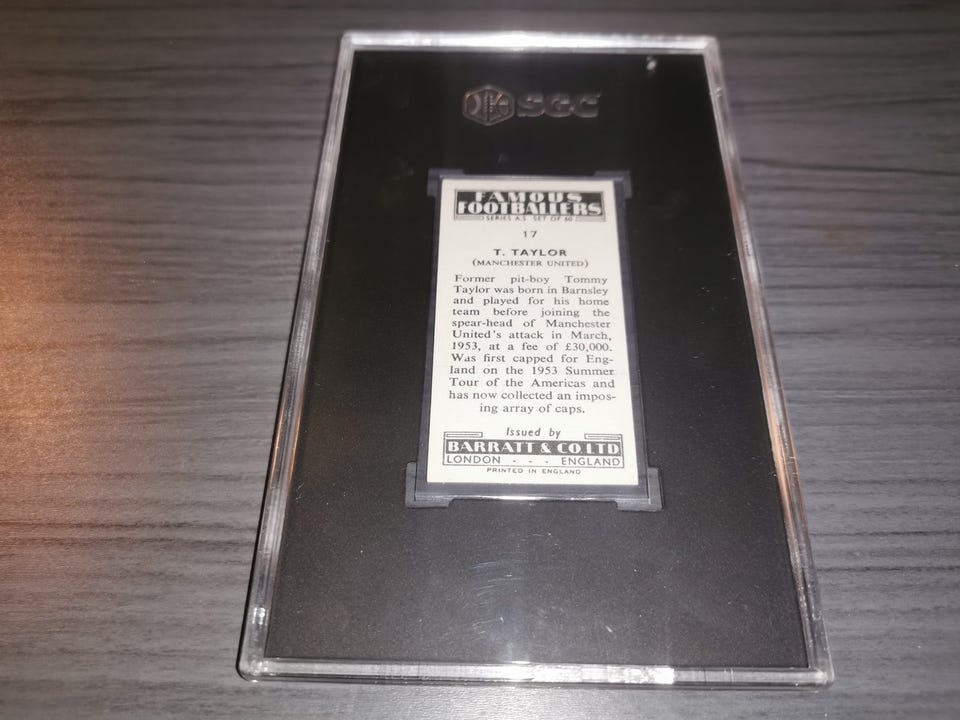 SGC
FAMOUS
FOOTBALLERS
SERIES A.5 SET OF 60
17
T. TAYLOR
(MANCHESTER UNITED)
Former pit-boy Tommy
Taylor was born in Barnsley
and played for his home
team before joining the
spear-head of Manchester
United's attack in March,
1953, at a fee of £30,000.
Was first capped for Eng-
land on the 1953 Summer
Tour of the Americas and
has now collected an impos-
ing array of caps.
Issued by
BARRATT & CO. LTD
LONDON - - - ENGLAND
PRINTED IN ENGLAND